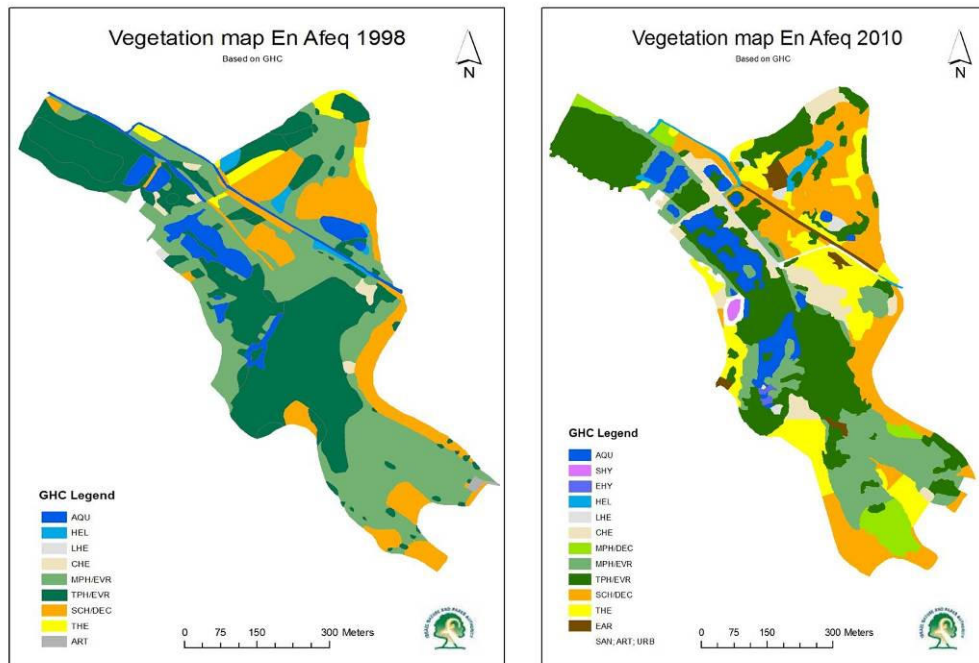 Vegetation map En Afeq 1998
Based on GHC
N
GHC Legend
AQU
HEL
LHE
CHE
MPH/EVR
TPH/EVR
SCH/DEC
THE
ART
0 75 150 300 Meters
Vegetation map En Afeq 2010
Based on GHC
N
GHC Legend
AQU
SHY
EHY
HEL
LHE
CHE
MPH/DEC
MPH/EVR
TPH/EVR
SCH/DEC
THE
EAR
SAN; ART; URB
0 75 150 300 Meters